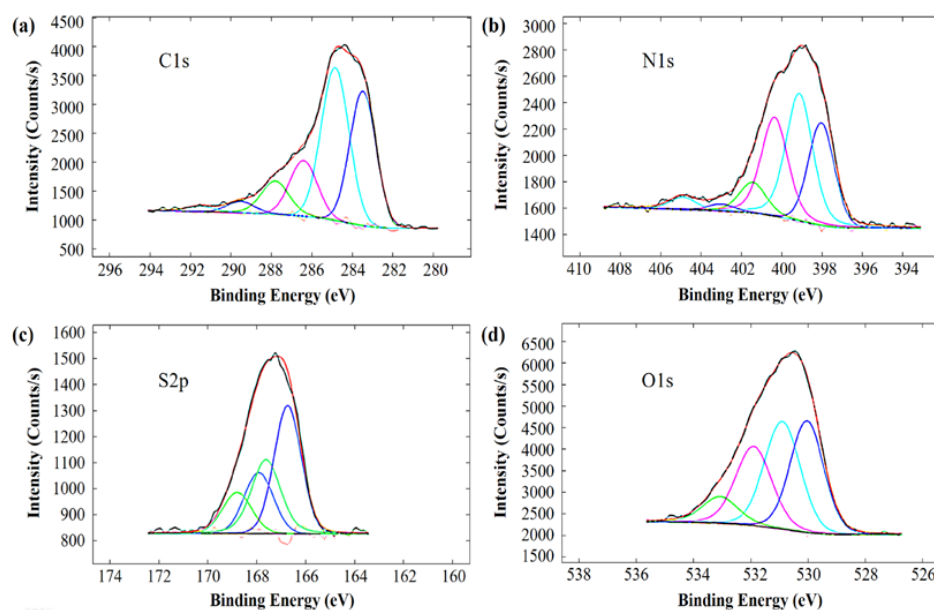 (a)
C1s
Intensity (Counts/s)
4500
4000
3500
3000
2500
2000
1500
1160
1000
500
296 294 292 290 288 286 284 282 280
Binding Energy (eV)
(b)
N1s
Intensity (Counts/s)
3000
2800
2600
2400
2200
2000
1800
1600
1400
410 408 406 404 402 400 398 396 394
Binding Energy (eV)
(c)
S2p
Intensity (Counts/s)
1600
1500
1400
1300
1200
1100
1000
900
800
174 172 170 168 166 164 162 160
Binding Energy (eV)
(d)
O1s
Intensity (Counts/s)
6500
6000
5500
5000
4500
4000
3500
3000
2500
2000
1500
538 536 534 532 530 528 526
Binding Energy (eV)